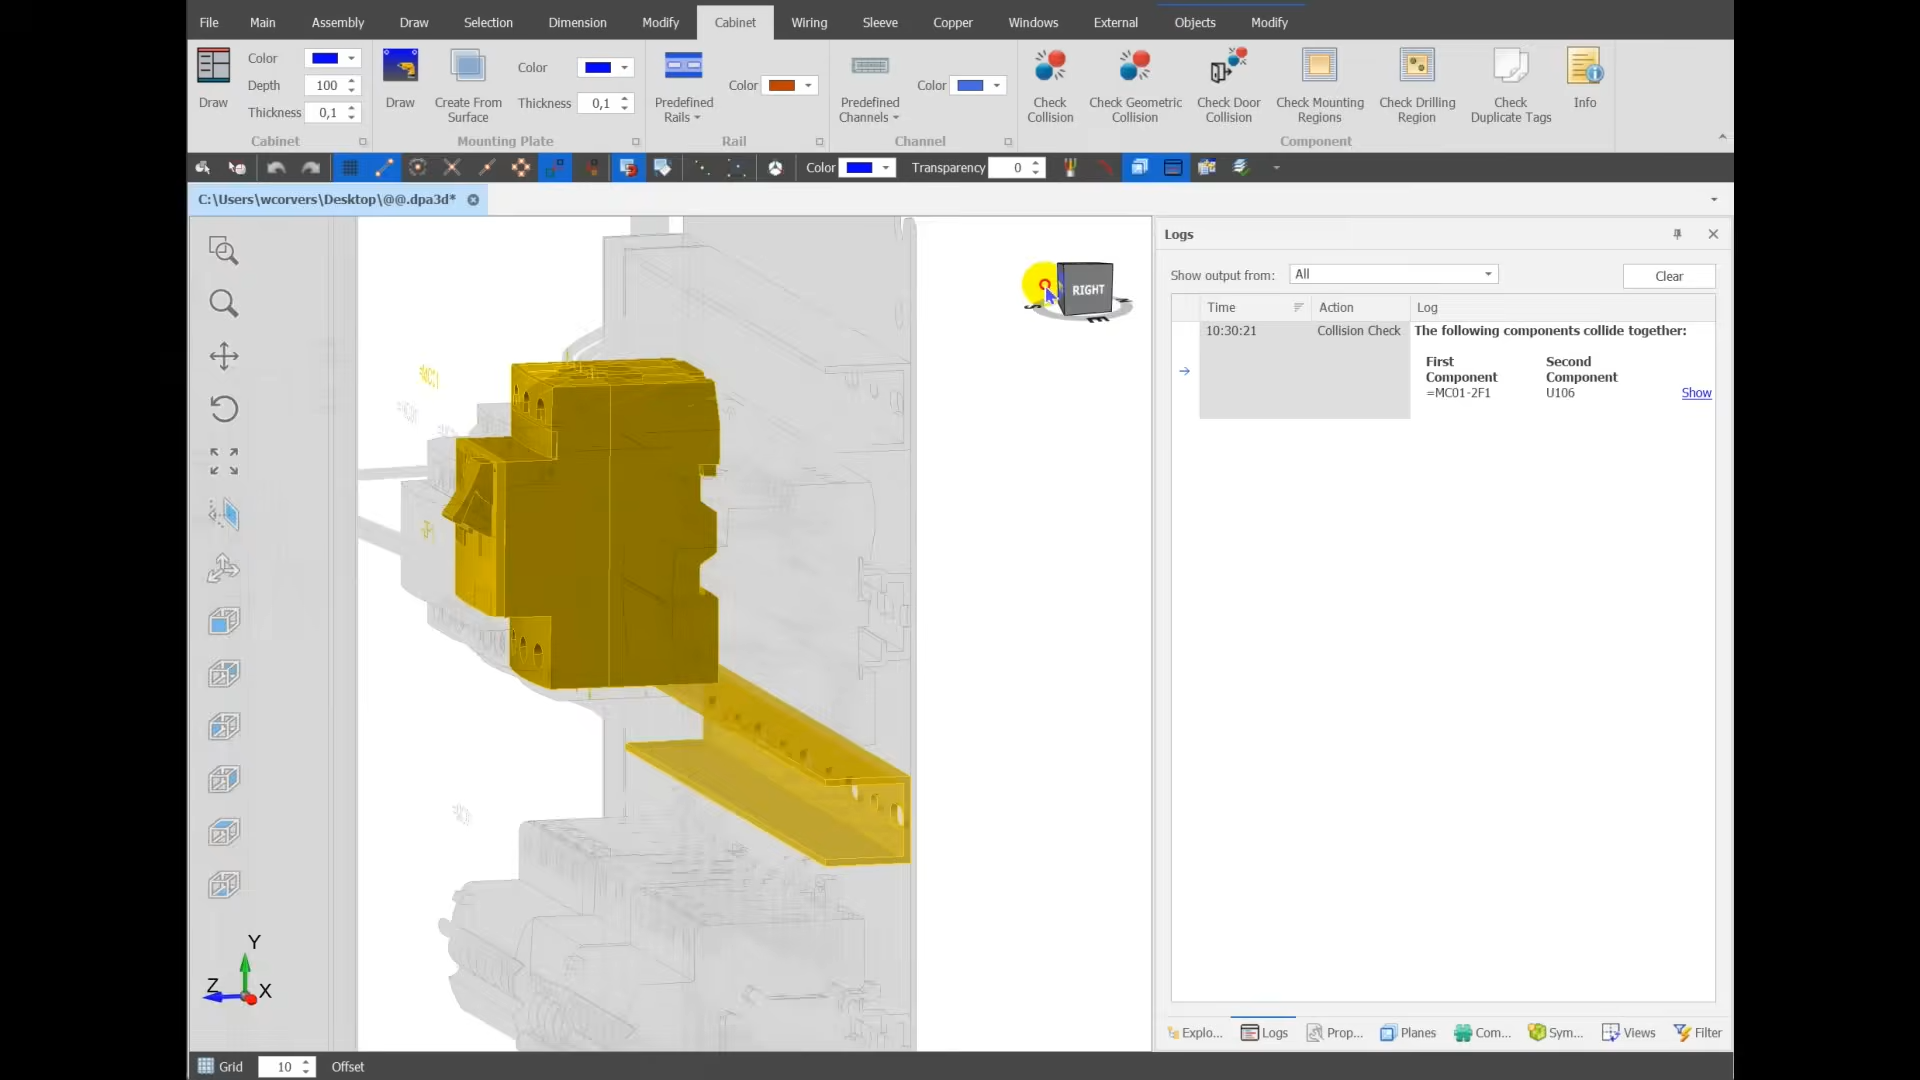 File Main Assembly Draw Selection Dimension Modify Cabinet Wiring Sleeve Copper Windows External Objects Modify
Draw
Color
Depth 100
Thickness 0,1
Cabinet
Draw
Create From
Surface
Color
Thickness 0,1
Mounting Plate
Predefined
Rails
Color
Rail
Predefined
Channels
Color
Channel
Check
Collision
Check Geometric
Collision
Check Door
Collision
Check Mounting
Regions
Check Drilling
Region
Check
Duplicate Tags
Info
Component
Color Transparency 0
C:\Users\wcorvers\Desktop\@@.dpa3d*
RIGHT
S
E
Y
Z
X
Logs
Show output from: All Clear
Time Action Log
10:30:21 Collision Check The following components collide together:
First
Component
Second
Component
=MC01-2F1 U106 Show
Explo... Logs Prop... Planes Com... Sym... Views Filter
Grid 10 Offset